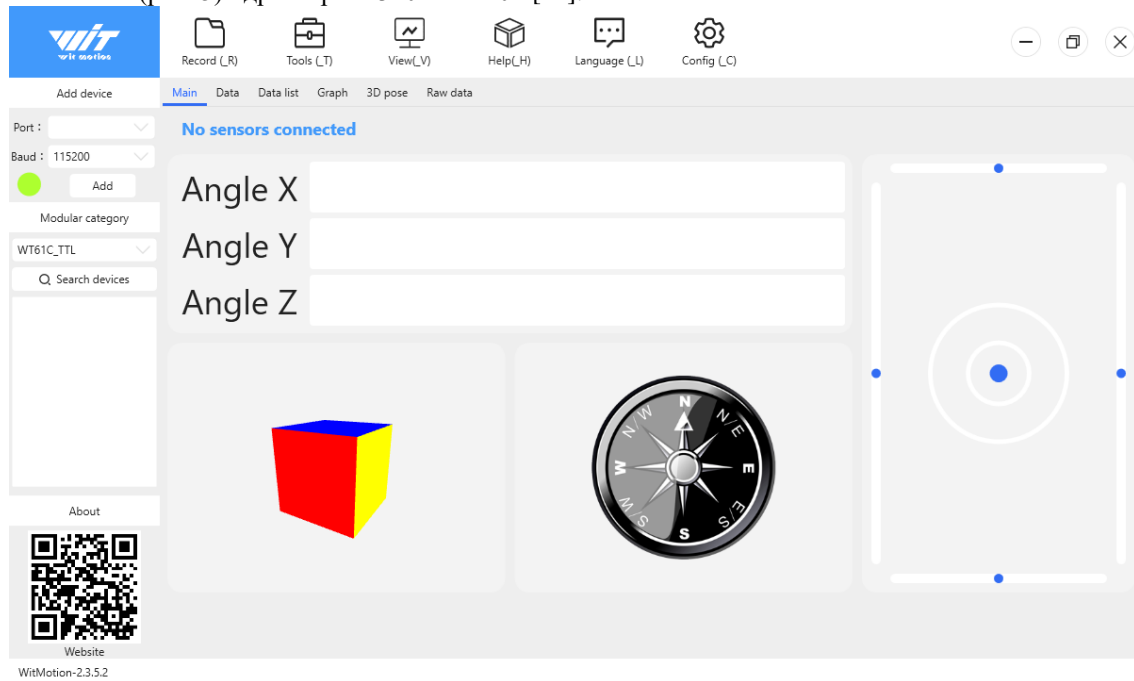 wit motion
Record (_R) Tools (_T) View(_V) Help(_H) Language (_L) Config (_C)
Add device
Main Data Data list Graph 3D pose Raw data
Port :
No sensors connected
Baud : 115200
Add
Angle X
Modular category
Angle Y
WT61C_TTL
Search devices
Angle Z
N
N/W N/E
W E
W/S E/S
S
About
Website
WitMotion-2.3.5.2